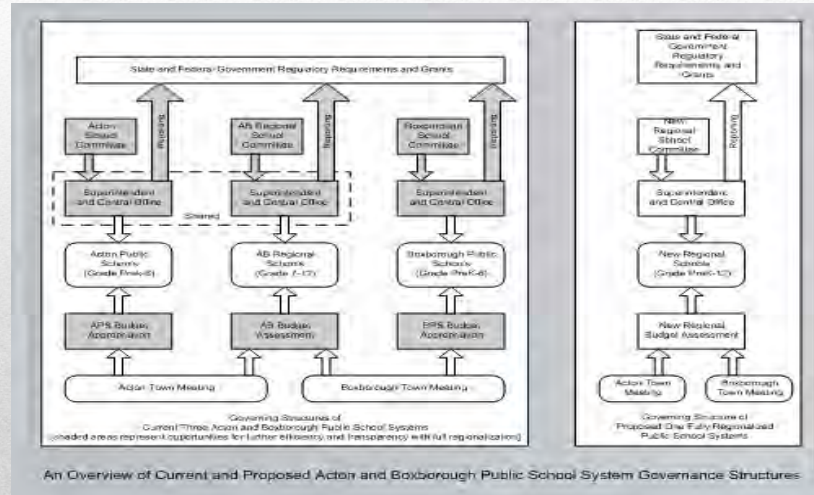 State and Federal Government Regulatory Requirements and Grants
Acton
School
Committee
Reporting
AB Regional
School
Committee
Reporting
Boxborough
School
Committee
Reporting
Superintendent
and Central Office
Superintendent
and Central Office
Superintendent
and Central Office
Shared
Acton Public
Schools
(Grade PreK-6)
AB Regional
Schools
(Grade 7-12)
Boxborough Public
Schools
(Grade PreK-6)
APS Budget
Appropriation
AB Budget
Assessment
BPS Budget
Appropriation
Acton Town Meeting
Boxborough Town Meeting
Governing Structures of
Current Three Acton and Boxborough Public School Systems
[shaded areas represent opportunities for further efficiency and transparency with full regionalization]
State and Federal
Government
Regulatory
Requirements and
Grants
New
Regional
School
Committee
Reporting
Superintendent
and Central Office
New Regional
Schools
(Grade PreK-12)
New Regional
Budget Assessment
Acton Town
Meeting
Boxborough
Town Meeting
Governing Structure of
Proposed One Fully Regionalized
Public School Systems
An Overview of Current and Proposed Acton and Boxborough Public School System Governance Structures